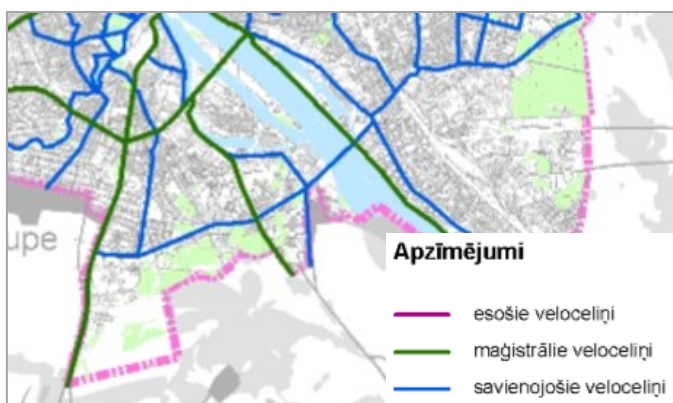 upe
Apzīmējumi
esošie veloceliņi
maģistrālie veloceliņi
savienojošie veloceliņi